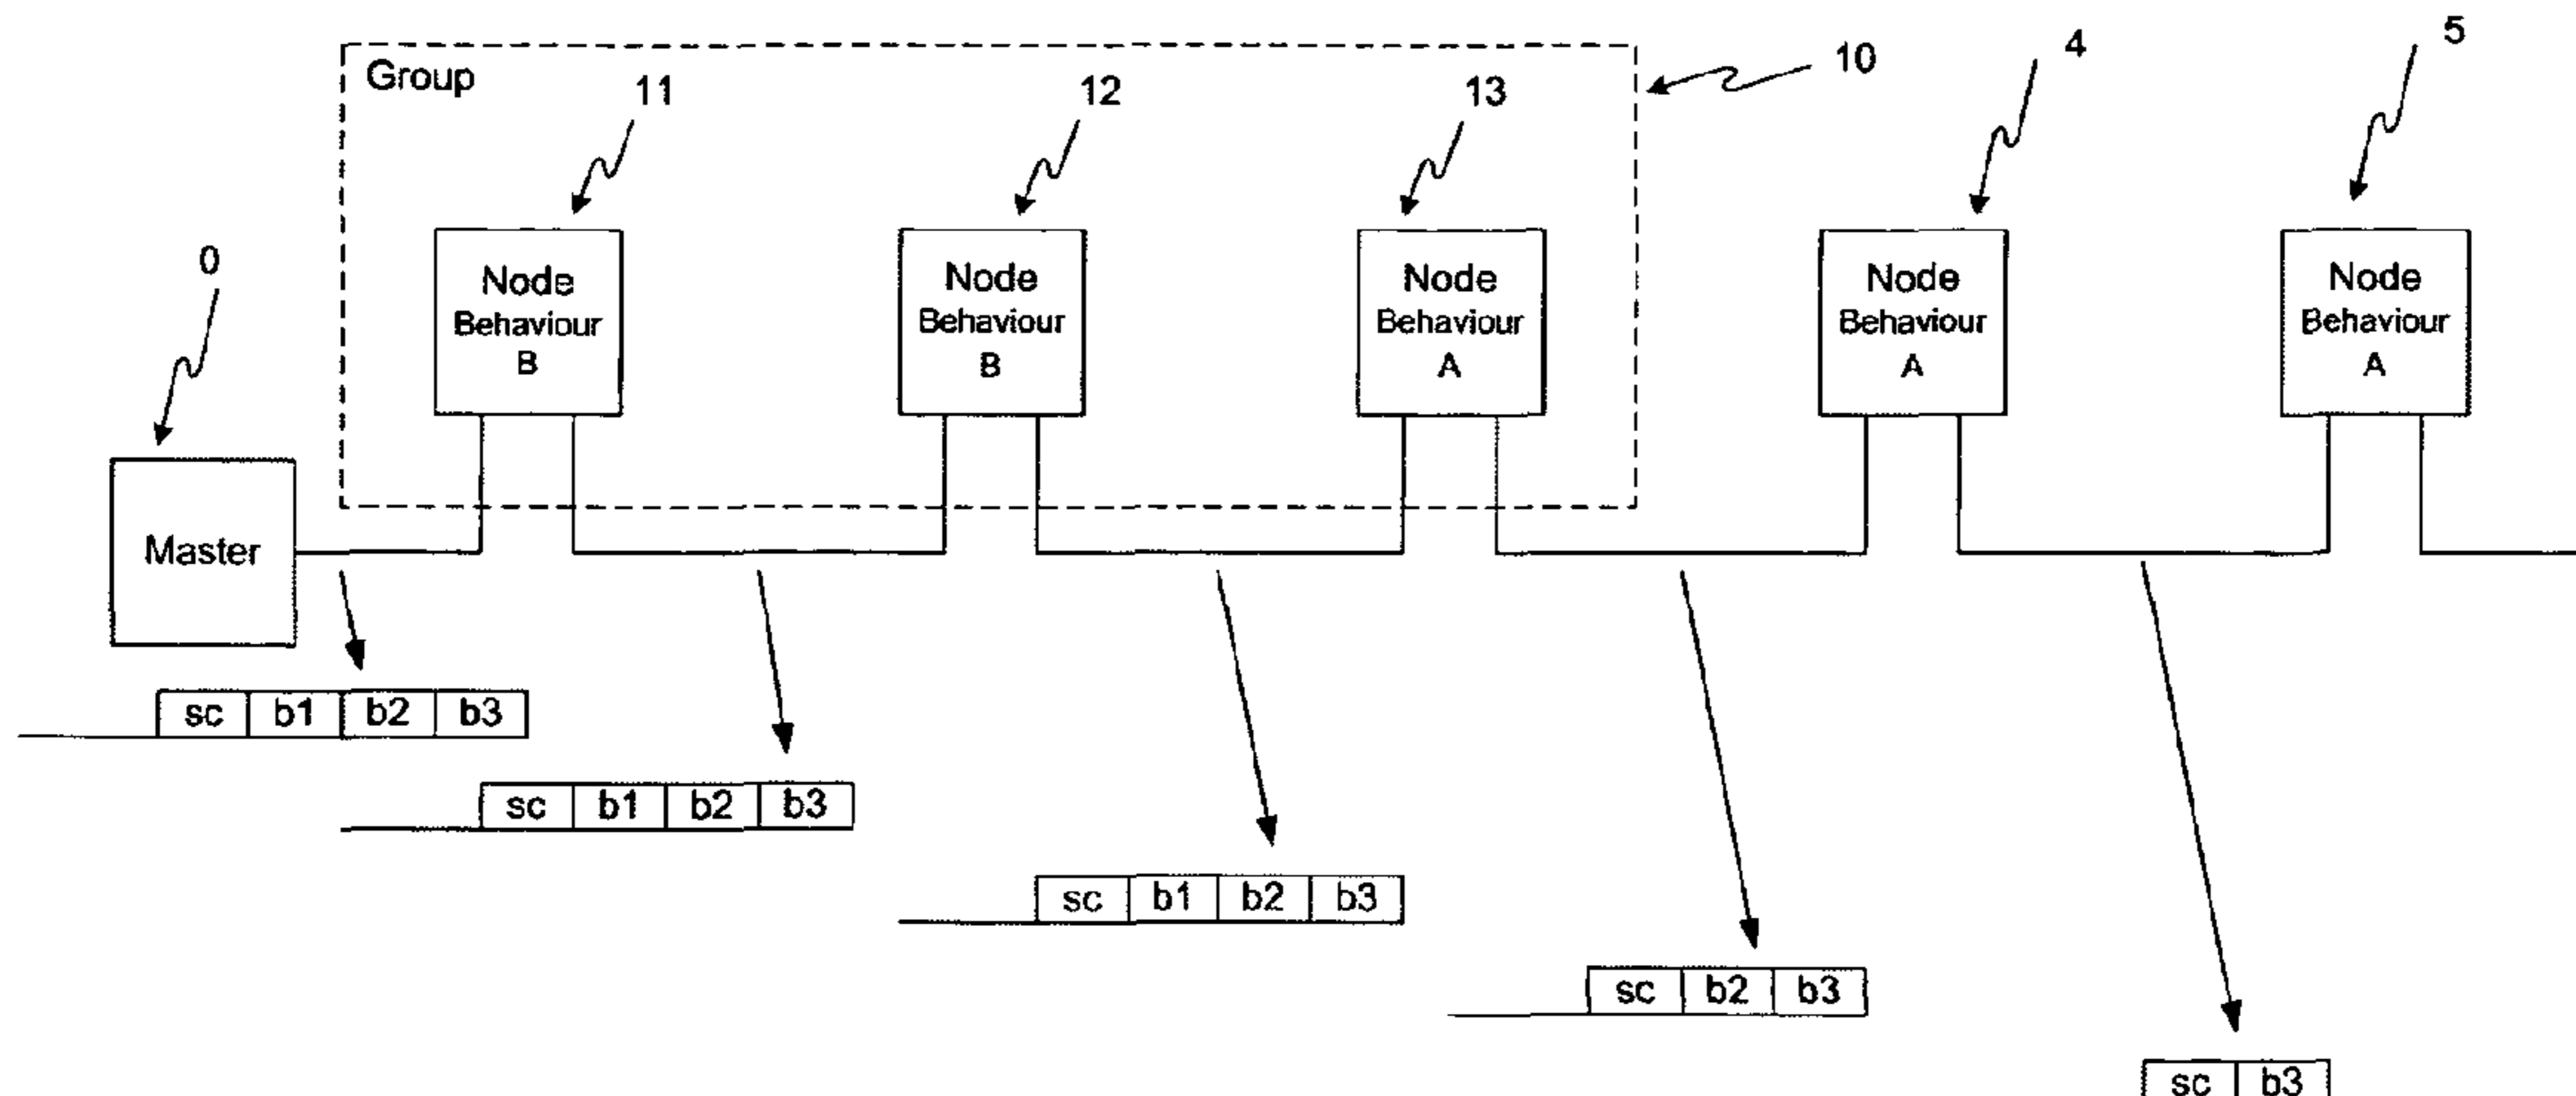 5
4
10
Group
11
12
13
0
Node
Behaviour
B
Node
Behaviour
B
Node
Behaviour
A
Node
Behaviour
A
Node
Behaviour
A
Master
sc b1 b2 b3
sc b1 b2 b3
sc b1 b2 b3
sc b2 b3
sc b3